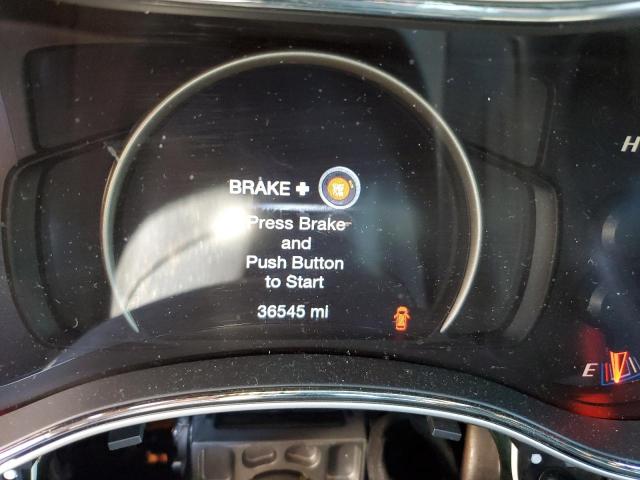 BRAKE +
Press Brake
and
Push Button
to Start
36545 mi
H
E